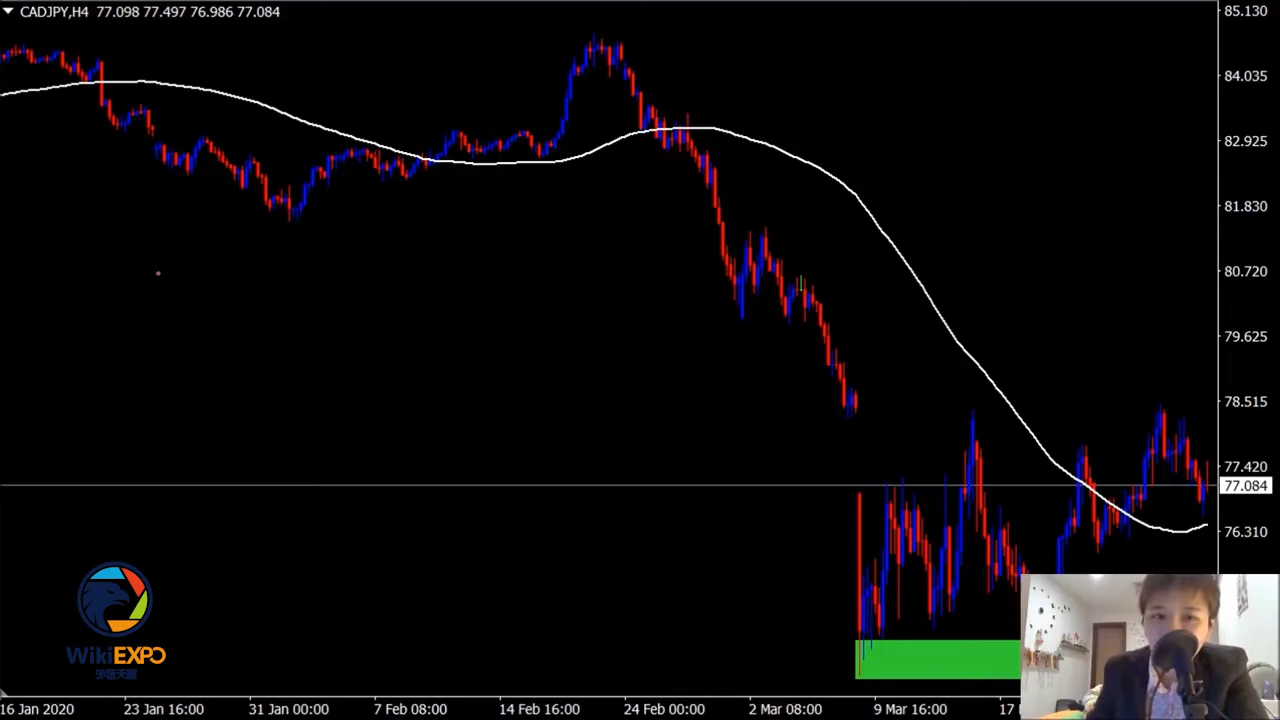 CADJPY,H4 77.098 77.497 76.986 77.084
85.130
84.035
82.925
81.830
80.720
79.625
78.515
77.420
77.084
76.310
WikiEXPO
16 Jan 2020
23 Jan 16:00
31 Jan 00:00
7 Feb 08:00
14 Feb 16:00
24 Feb 00:00
2 Mar 08:00
9 Mar 16:00